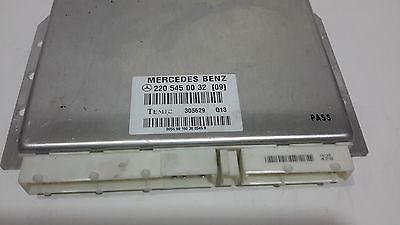 MERCEDES BENZ
220 545 00 32 [09]
TEMIC 305629 013
PASS